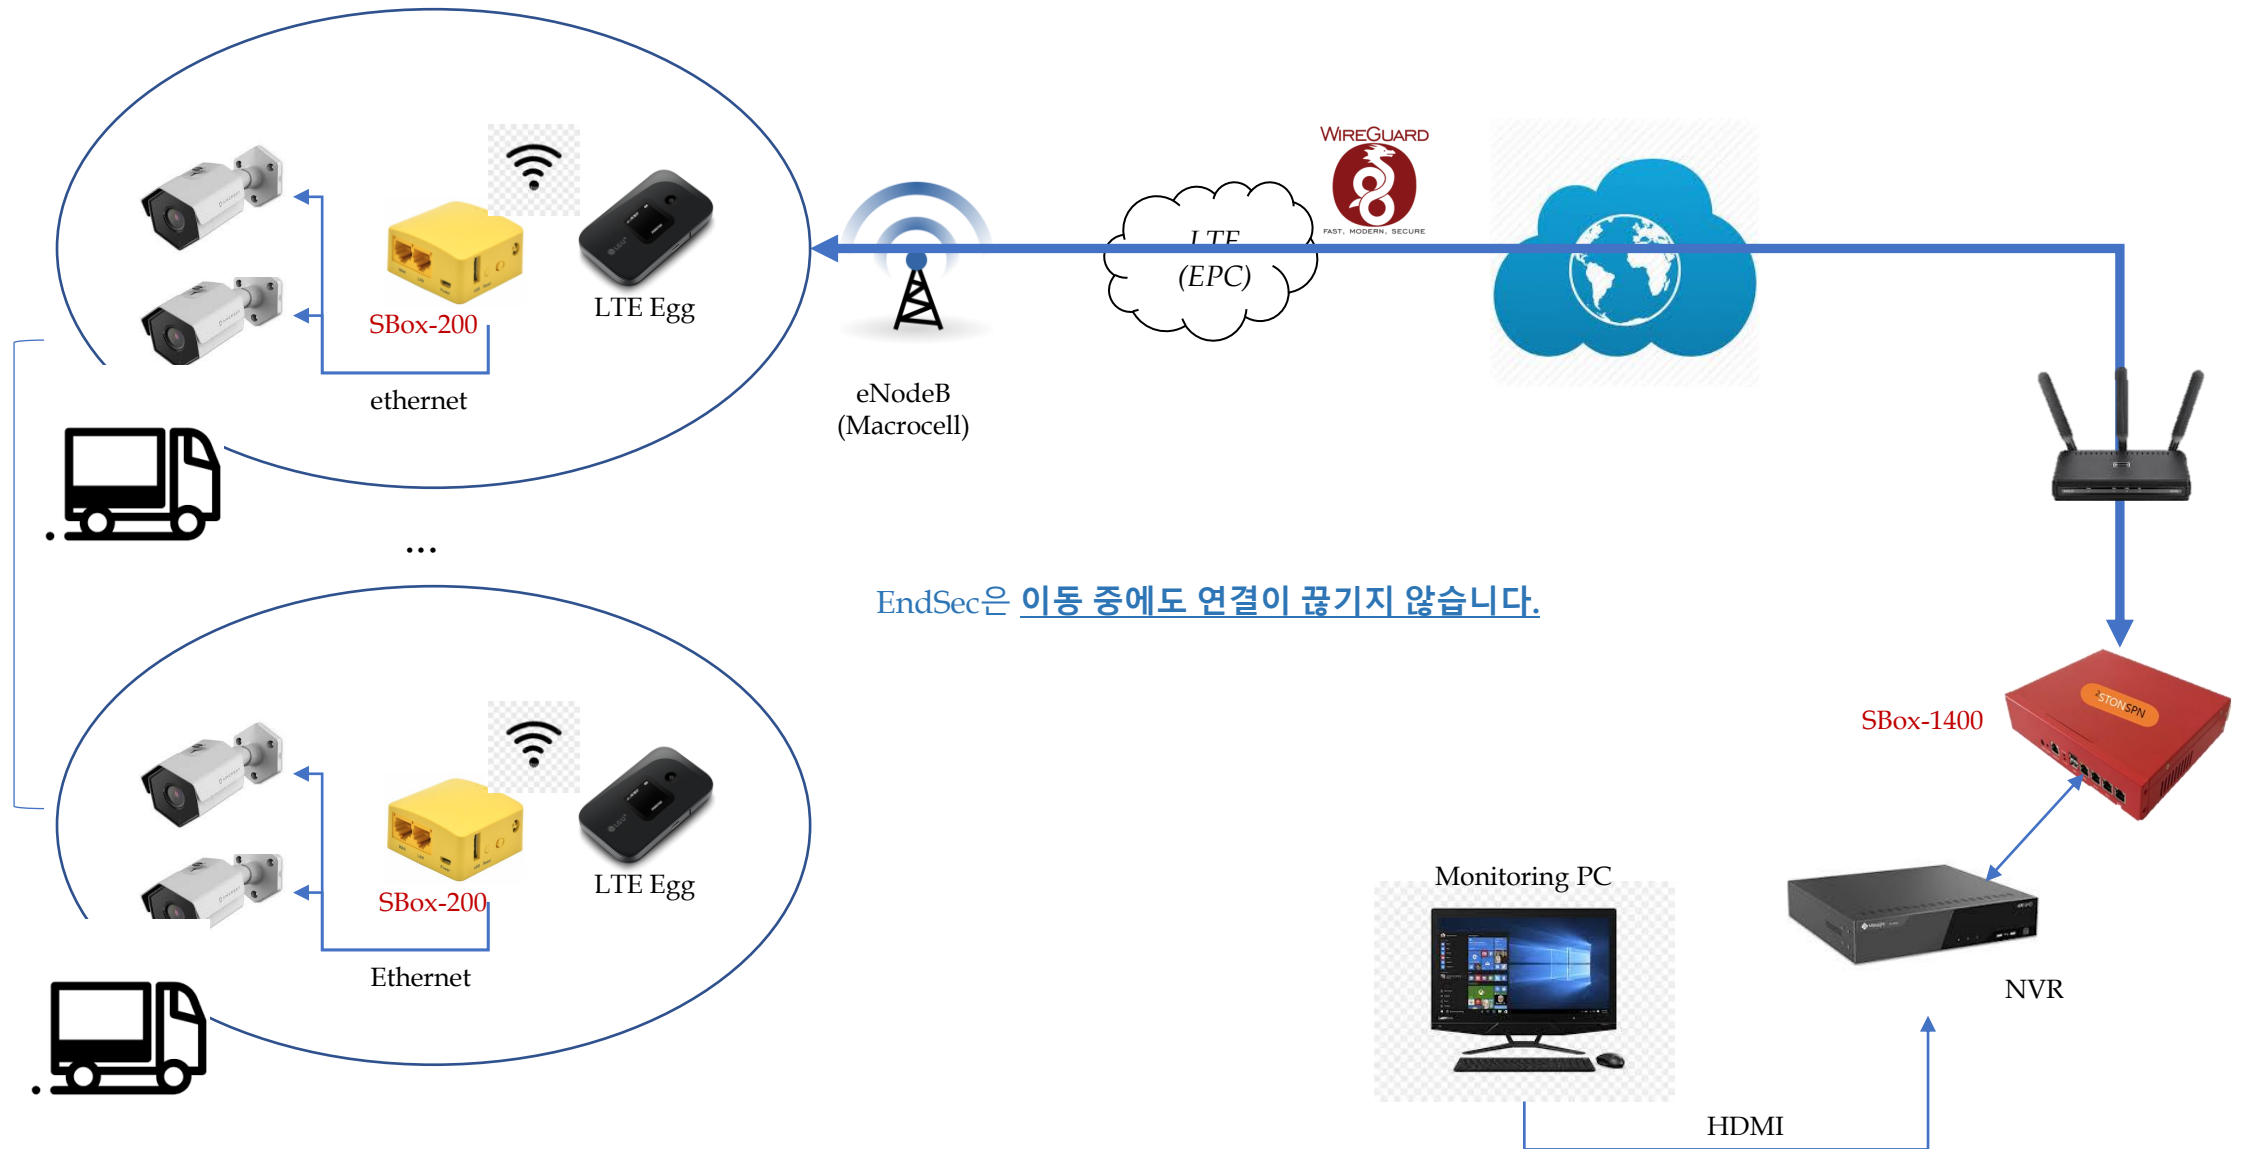 WIREGUARD
FAST, MODERN, SECURE
LTE
(EPC)
SBox-200
LTE Egg
ethernet
eNodeB
(Macrocell)
...
EndSec은 이동 중에도 연결이 끊기지 않습니다.
SBox-1400
STONSPN
SBox-200
LTE Egg
Ethernet
Monitoring PC
NVR
HDMI